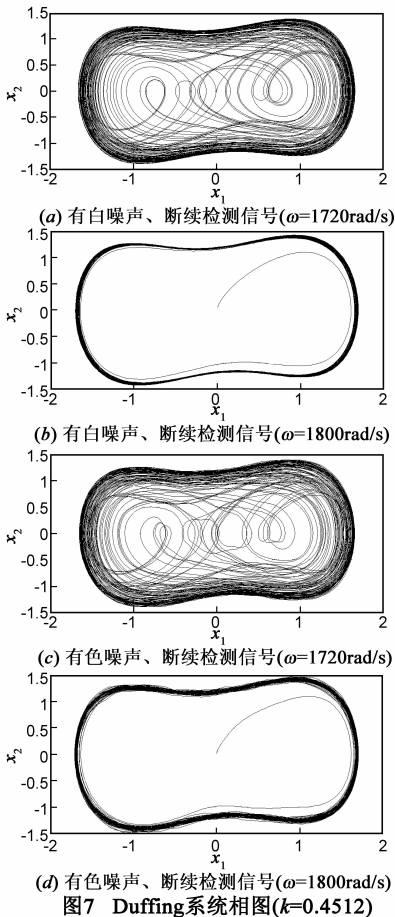 1.5
1
0.5
0
-0.5
-1
-1.5
x2
-2 -1 0 1 2
x1
(a) 有白噪声、断续检测信号(ω=1720rad/s)
1.5
1
0.5
0
-0.5
-1
-1.5
x2
-2 -1 0 1 2
x1
(b) 有白噪声、断续检测信号(ω=1800rad/s)
1.5
1
0.5
0
-0.5
-1
-1.5
x2
-2 -1 0 1 2
x1
(c) 有色噪声、断续检测信号(ω=1720rad/s)
1.5
1
0.5
0
-0.5
-1
-1.5
x2
-2 -1 0 1 2
x1
(d) 有色噪声、断续检测信号(ω=1800rad/s)
图7 Duffing系统相图(k=0.4512)